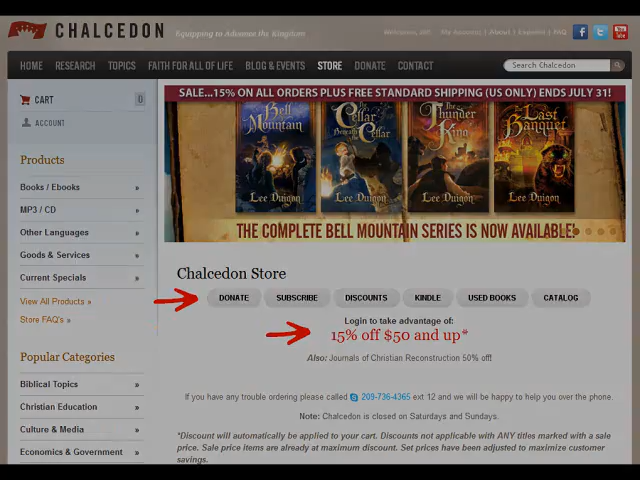 CHALCEDON
Equipping to Advance the Kingdom
Welcome, | My Account | About | Español | FAQ
HOME RESEARCH TOPICS FAITH FOR ALL OF LIFE BLOG & EVENTS STORE DONATE CONTACT
Search Chalcedon
CART 0
ACCOUNT
Products
Books / Ebooks »
MP3 / CD »
Other Languages »
Goods & Services »
Current Specials »
View All Products »
Store FAQ's »
Popular Categories
Biblical Topics »
Christian Education »
Culture & Media »
Economics & Government »
SALE...15% ON ALL ORDERS PLUS FREE STANDARD SHIPPING (US ONLY) ENDS JULY 31!
Bell Mountain
Lee Duigon
The Cellar Beneath the Cellar
Lee Duigon
The Thunder King
Lee Duigon
The Last Banquet
Lee Duigon
THE COMPLETE BELL MOUNTAIN SERIES IS NOW AVAILABLE!
Chalcedon Store
DONATE SUBSCRIBE DISCOUNTS KINDLE USED BOOKS CATALOG
Login to take advantage of:
15% off $50 and up*
Also: Journals of Christian Reconstruction 50% off!
If you have any trouble ordering please called 209-736-4365 ext 12 and we will be happy to help you over the phone.
Note: Chalcedon is closed on Saturdays and Sundays.
*Discount will automatically be applied to your cart. Discounts not applicable with ANY titles marked with a sale
price. Sale price items are already at maximum discount. Set prices have been adjusted to maximize customer
savings.